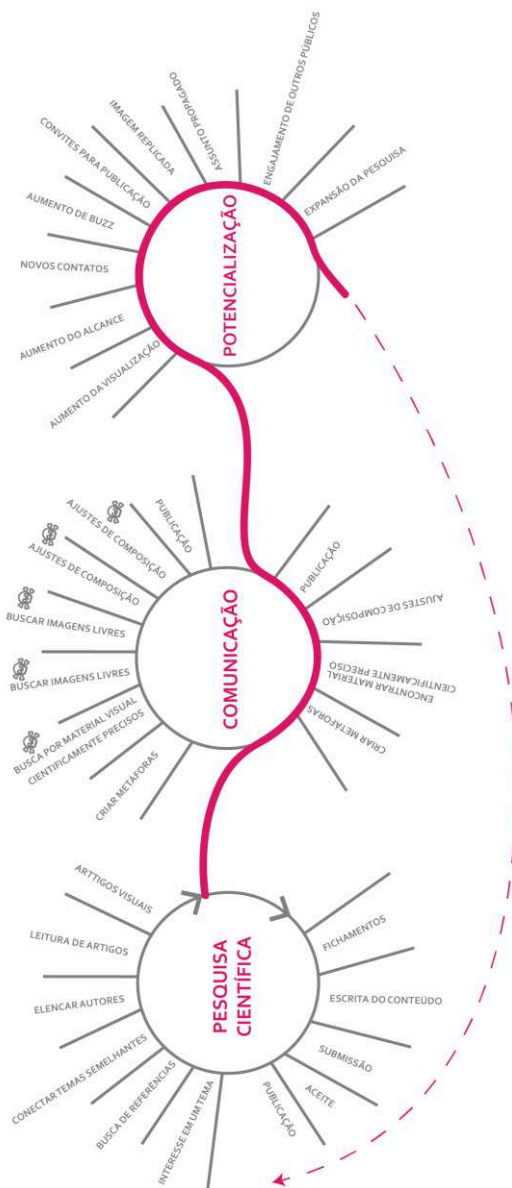 PESQUISA
CIENTÍFICA
INTERESSE EM UM TEMA
BUSCA DE REFERÊNCIAS
CONECTAR TEMAS SEMELHANTES
ELENCAR AUTORES
LEITURA DE ARTIGOS
ARTTIGOS VISUAIS
FICHAMENTOS
ESCRITA DO CONTEÚDO
SUBMISSÃO
ACEITE
PUBLICAÇÃO
COMUNICAÇÃO
CRIAR METÁFORAS
BUSCA POR MATERIAL VISUAL
CIENTIFICAMENTE PRECISOS
BUSCAR IMAGENS LIVRES
BUSCAR IMAGENS LIVRES
AJUSTES DE COMPOSIÇÃO
AJUSTES DE COMPOSIÇÃO
PUBLICAÇÃO
CRIAR METÁFORAS
ENCONTRAR MATERIAL
CIENTIFICAMENTE PRECISO
AJUSTES DE COMPOSIÇÃO
PUBLICAÇÃO
POTENCIALIZAÇÃO
AUMENTO DA VISUALIZAÇÃO
AUMENTO DO ALCANCE
NOVOS CONTATOS
AUMENTO DE BUZZ
CONVITES PARA PUBLICAÇÃO
IMAGEM REPLICADA
ASSUNTO PROPAGADO
ENGAJAMENTO DE OUTROS PÚBLICOS
EXPANSÃO DA PESQUISA